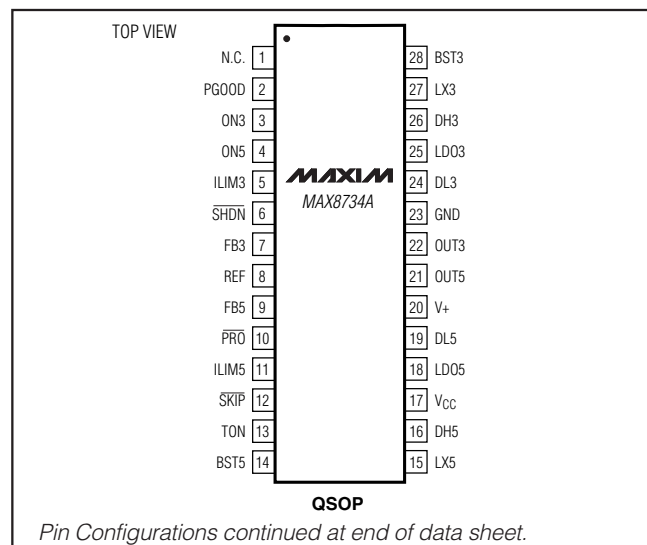 TOP VIEW
N.C. 1
PGOOD 2
ON3 3
ON5 4
ILIM3 5
SHDN 6
FB3 7
REF 8
FB5 9
PRO 10
ILIM5 11
SKIP 12
TON 13
BST5 14
MAXIM
MAX8734A
28 BST3
27 LX3
26 DH3
25 LDO3
24 DL3
23 GND
22 OUT3
21 OUT5
20 V+
19 DL5
18 LDO5
17 VCC
16 DH5
15 LX5
QSOP
Pin Configurations continued at end of data sheet.